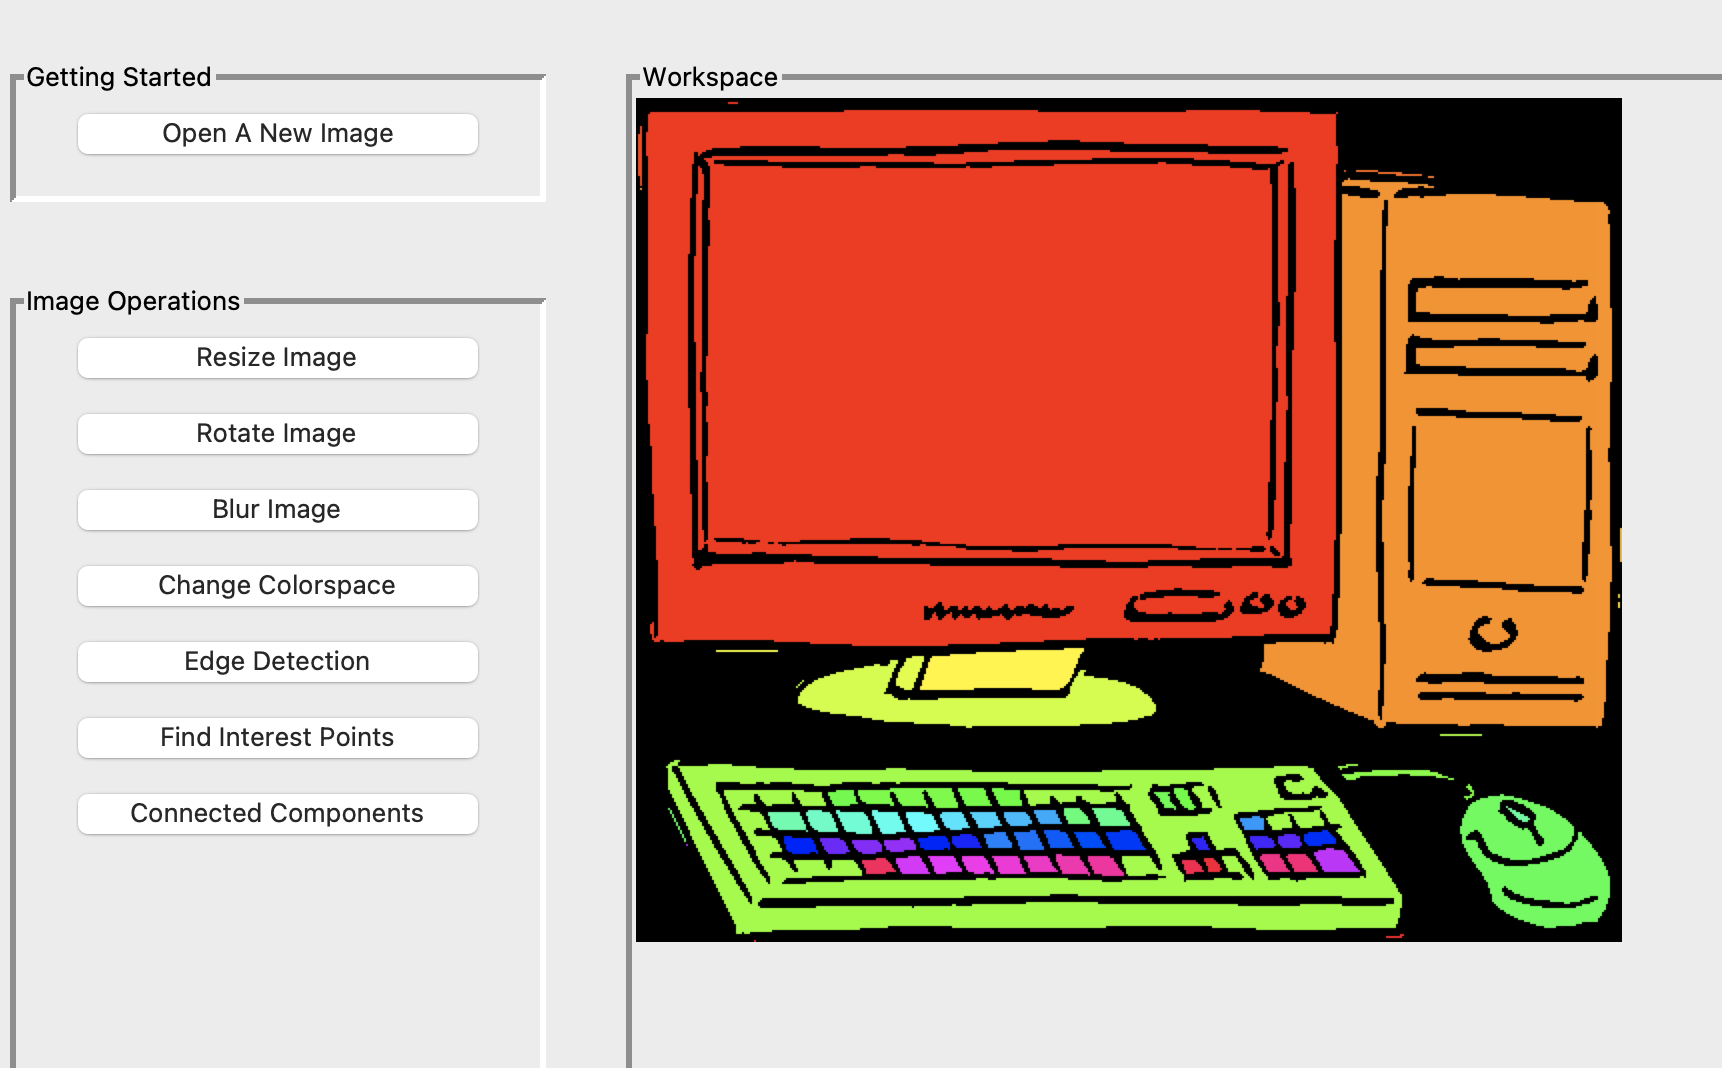 Getting Started
Open A New Image
Image Operations
Resize Image
Rotate Image
Blur Image
Change Colorspace
Edge Detection
Find Interest Points
Connected Components
Workspace